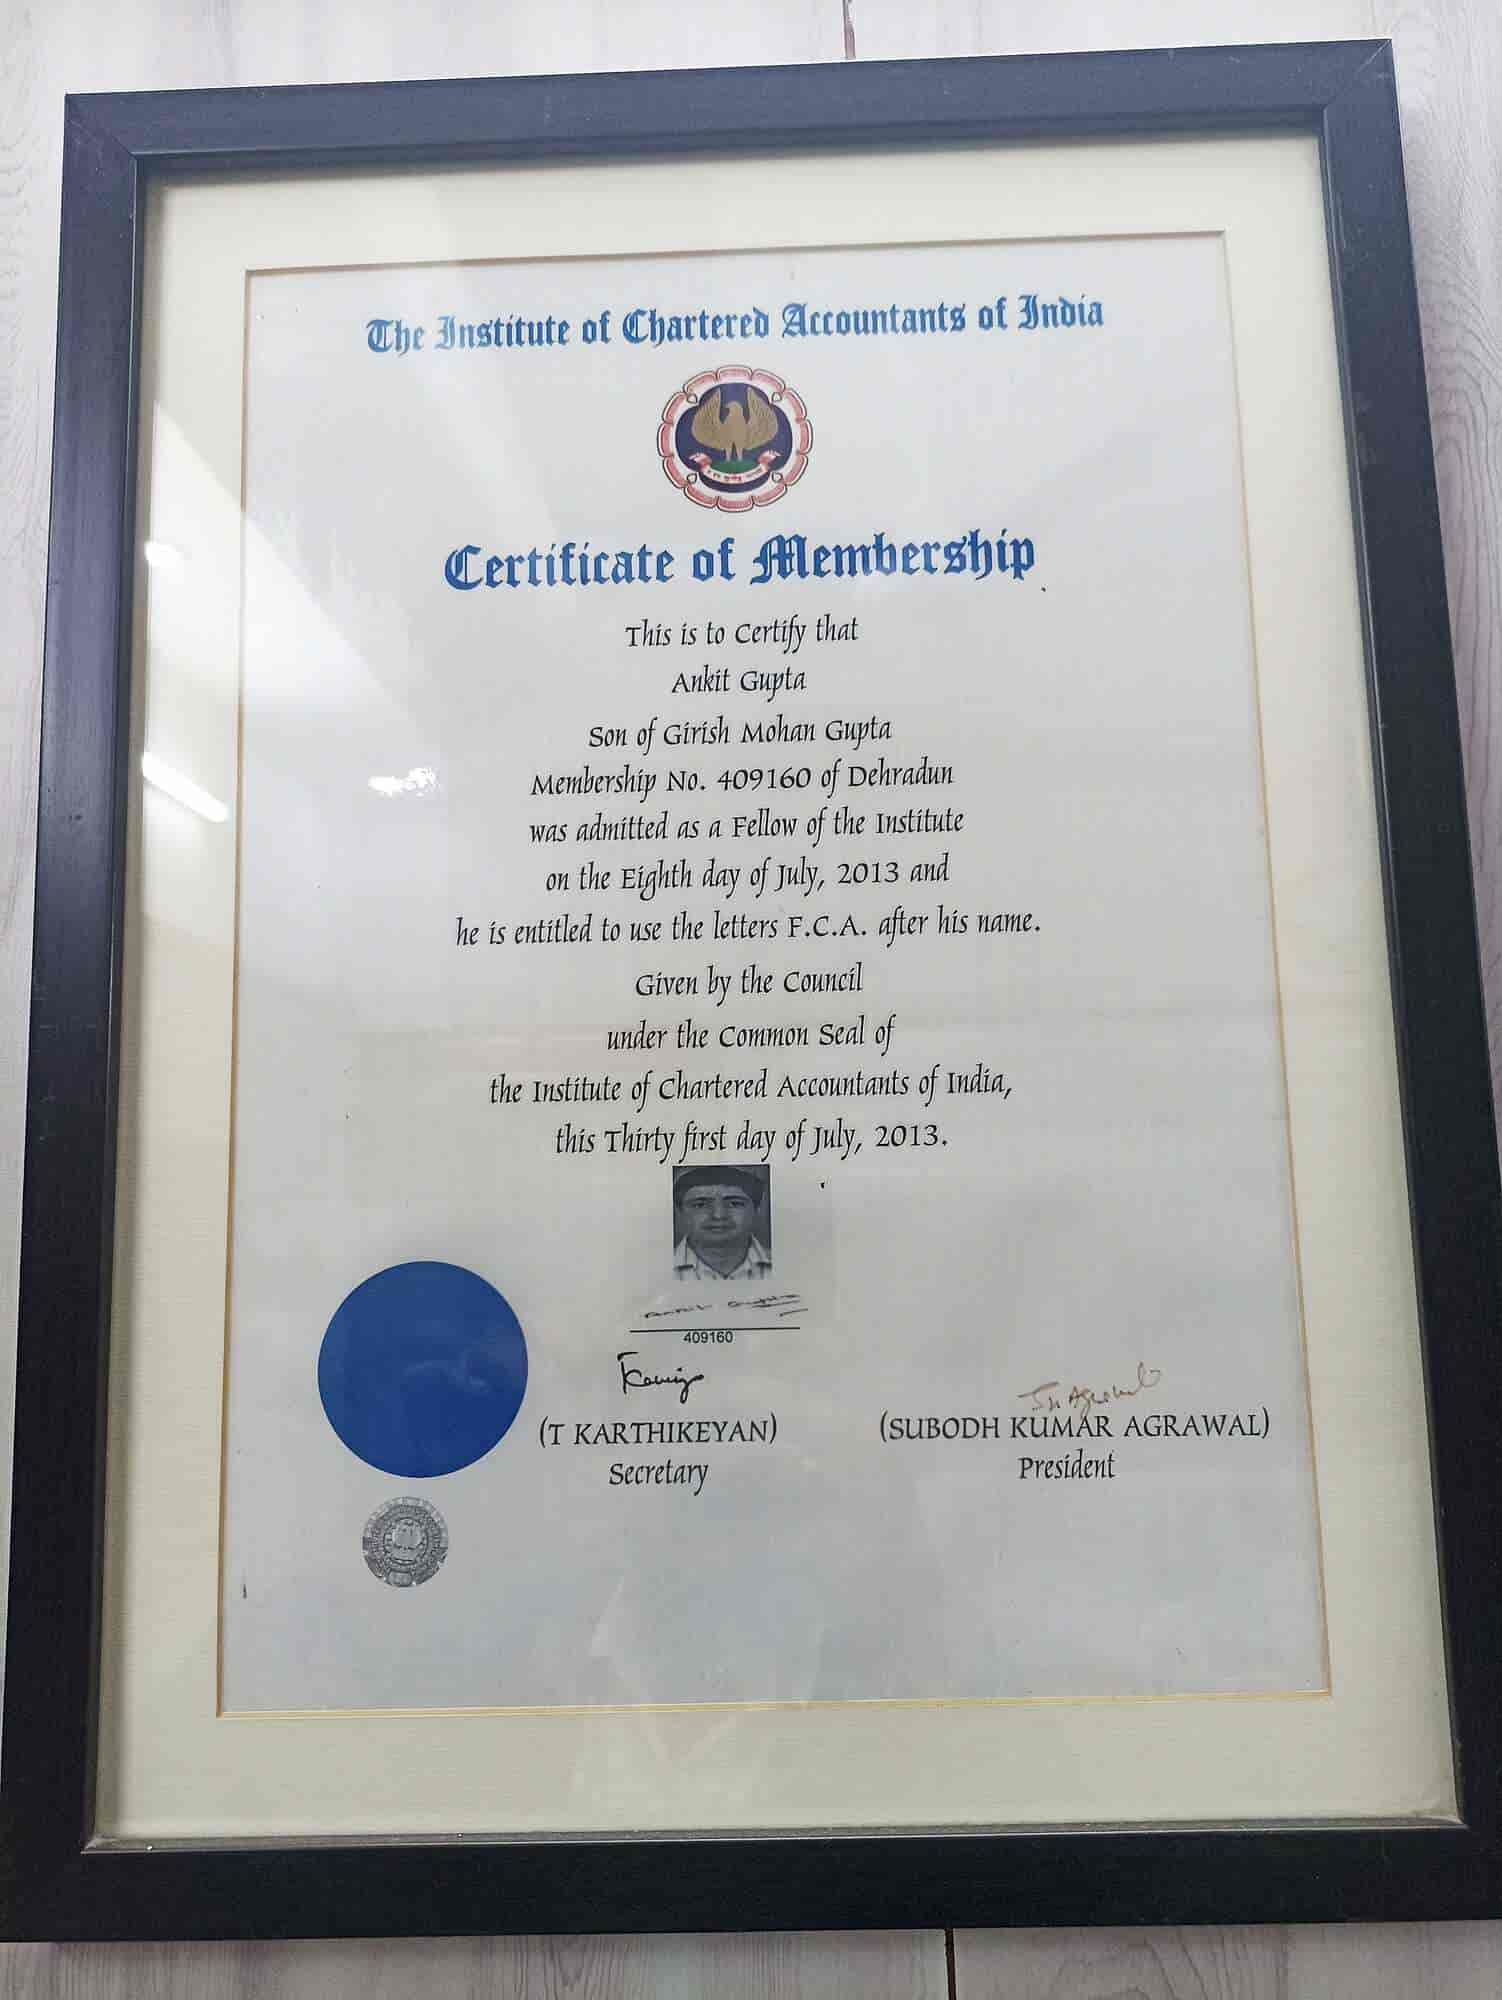 The Institute of Chartered Accountants of India
Certificate of Membership
This is to Certify that
Ankit Gupta
Son of Girish Mohan Gupta
Membership No. 409160 of Dehradun
was admitted as a Fellow of the Institute
on the Eighth day of July, 2013 and
he is entitled to use the letters F.C.A. after his name.
Given by the Council
under the Common Seal of
the Institute of Chartered Accountants of India,
this Thirty first day of July, 2013.
Ankit Gupta
409160
(T KARTHIKEYAN)
Secretary
(SUBODH KUMAR AGRAWAL)
President